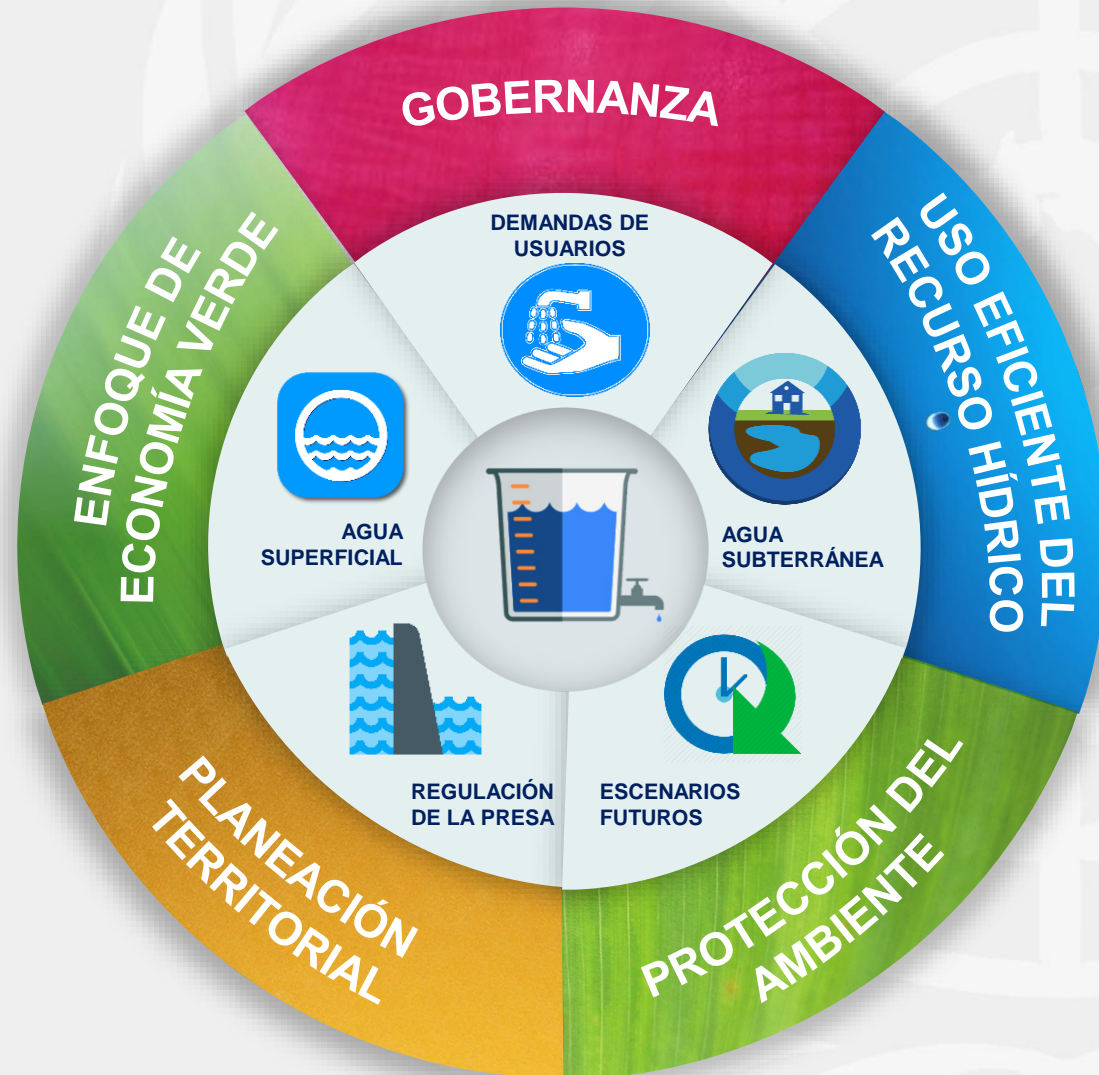 GOBERNANZA
USO EFICIENTE DEL
RECURSO HÍDRICO
PROTECCIÓN DEL
AMBIENTE
PLANEACIÓN
TERRITORIAL
ENFOQUE DE
ECONOMÍA VERDE
DEMANDAS DE
USUARIOS
AGUA
SUBTERRÁNEA
ESCENARIOS
FUTUROS
REGULACIÓN
DE LA PRESA
AGUA
SUPERFICIAL